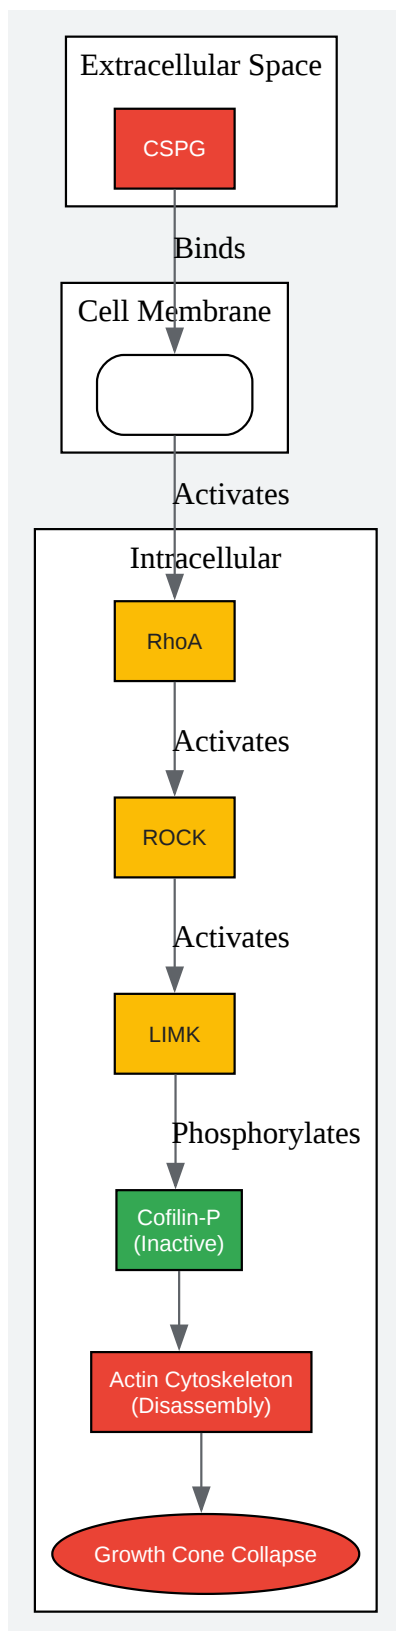 Extracellular Space
CSPG
Binds
Cell Membrane
Activates
Intracellular
RhoA
Activates
ROCK
Activates
LIMK
Phosphorylates
Cofilin-P
(Inactive)
Actin Cytoskeleton
(Disassembly)
Growth Cone Collapse